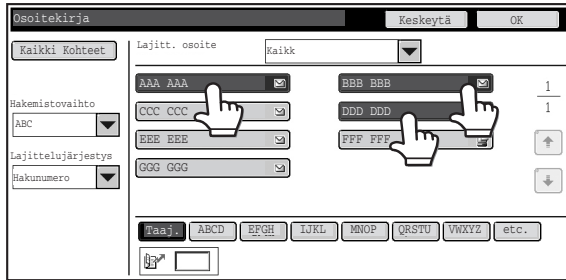 Osoitekirja Keskeytä OK
Kaikki Kohteet Lajitt. osoite Kaikk
AAA AAA BBB BBB 1
Hakemistovaihto CCC CCC DDD DDD 1
ABC
EEE EEE FFF FFF
Lajittelujärjestys
Hakunumero GGG GGG
Taaj. ABCD EFGH IJKL MNOP QRSTU VWXYZ etc.